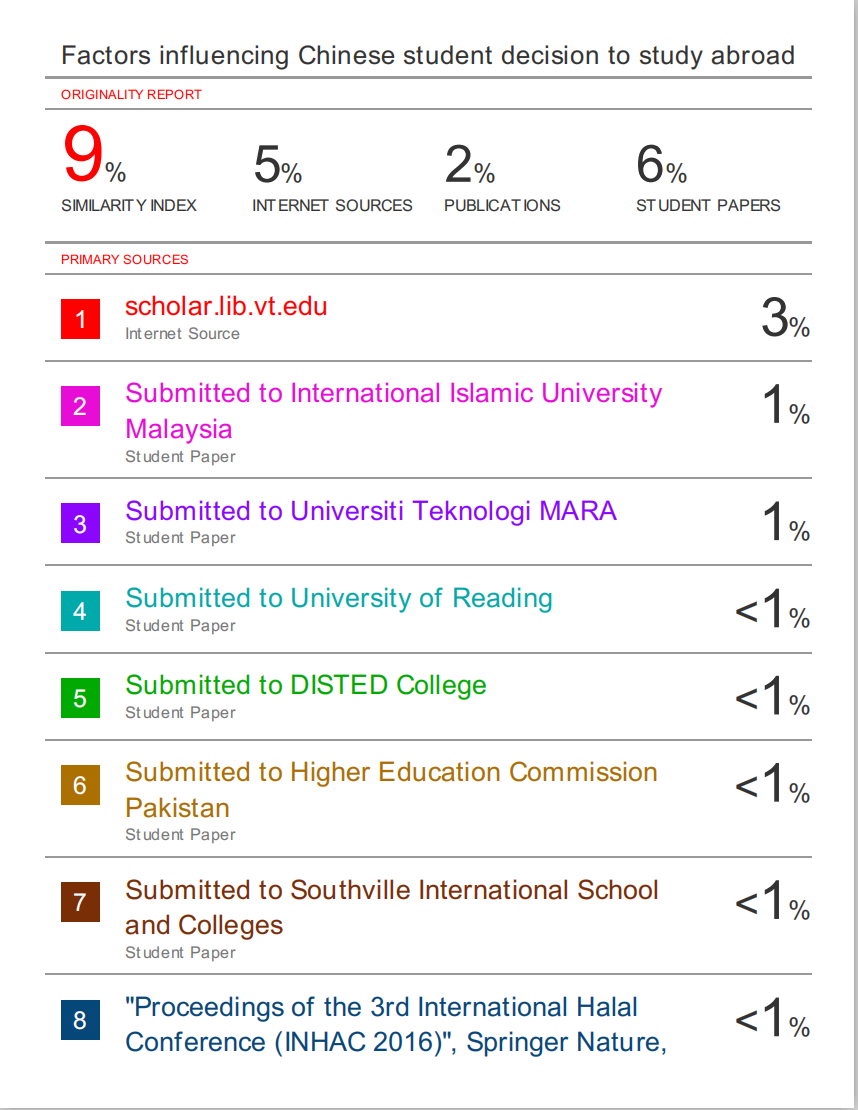 Factors influencing Chinese student decision to study abroad
ORIGINALITY REPORT
9% 5% 2% 6%
SIMILARITY INDEX INTERNET SOURCES PUBLICATIONS STUDENT PAPERS
PRIMARY SOURCES
1 scholar.lib.vt.edu 3%
Internet Source
2 Submitted to International Islamic University 1%
Malaysia
Student Paper
3 Submitted to Universiti Teknologi MARA 1%
Student Paper
4 Submitted to University of Reading <1%
Student Paper
5 Submitted to DISTED College <1%
Student Paper
6 Submitted to Higher Education Commission <1%
Pakistan
Student Paper
7 Submitted to Southville International School <1%
and Colleges
Student Paper
8 "Proceedings of the 3rd International Halal <1%
Conference (INHAC 2016)", Springer Nature,